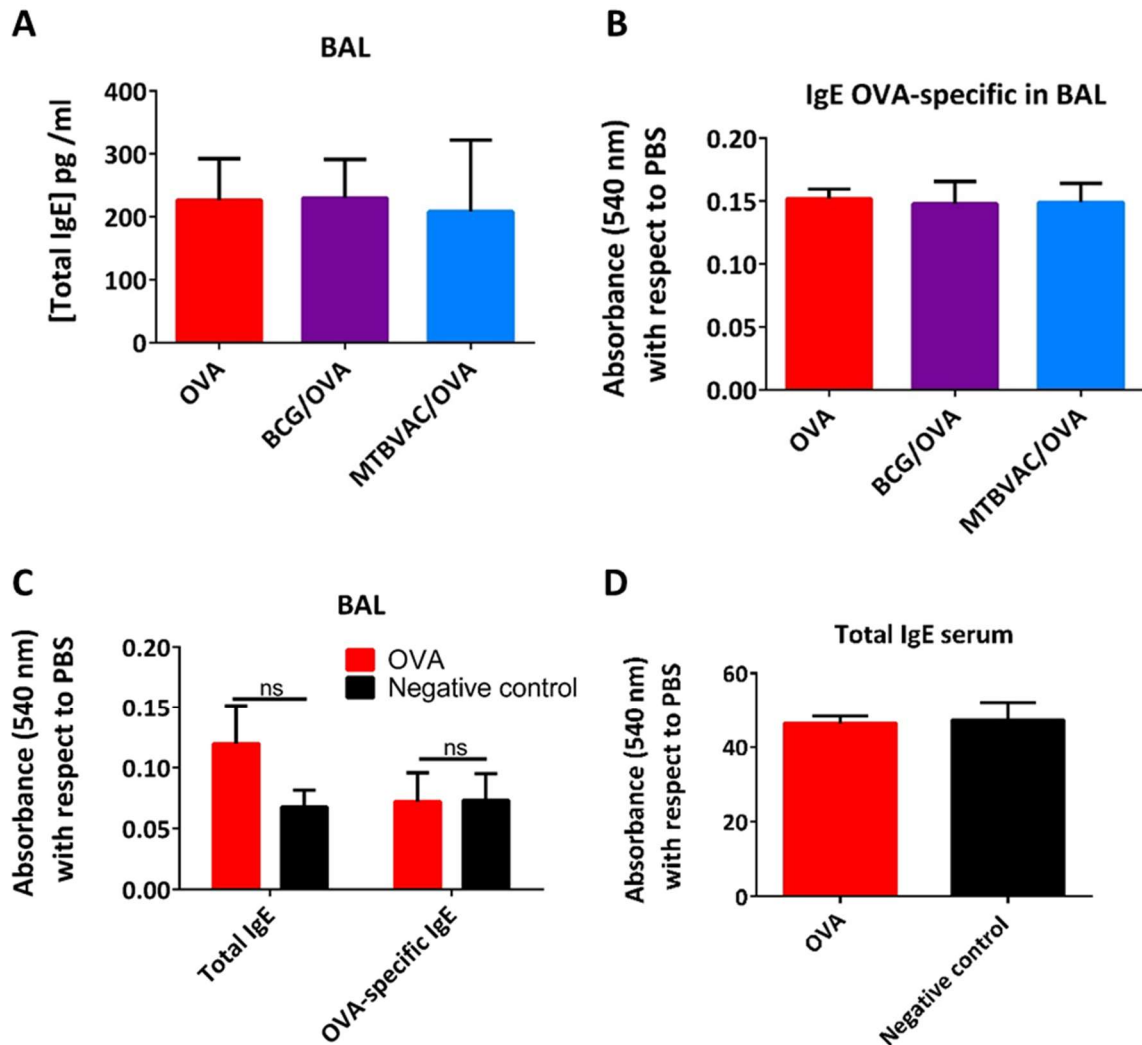 A
BAL
[Total IgE] pg /ml
400
300
200
100
0
OVA
BCG/OVA
MTBVAC/OVA
B
IgE OVA-specific in BAL
Absorbance (540 nm)
with respect to PBS
0.20
0.15
0.10
0.05
0.00
OVA
BCG/OVA
MTBVAC/OVA
C
BAL
Absorbance (540 nm)
with respect to PBS
0.20
0.15
0.10
0.05
0.00
OVA
Negative control
ns
ns
Total IgE
OVA-specific IgE
D
Total IgE serum
Absorbance (540 nm)
with respect to PBS
60
40
20
0
OVA
Negative control